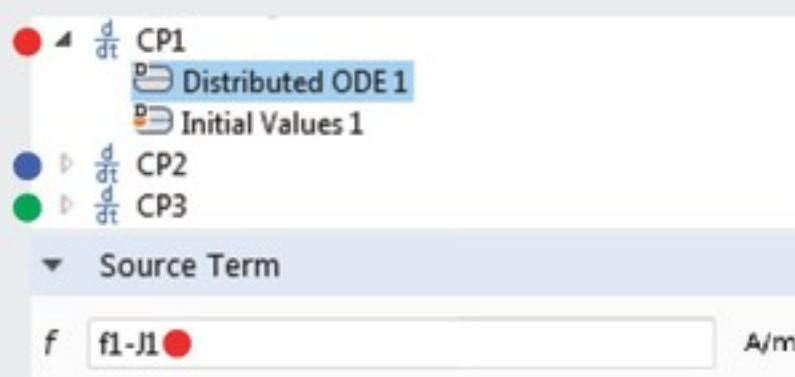 d/dt CP1
D Distributed ODE 1
D Initial Values 1
d/dt CP2
d/dt CP3
Source Term
f f1-J1 A/m